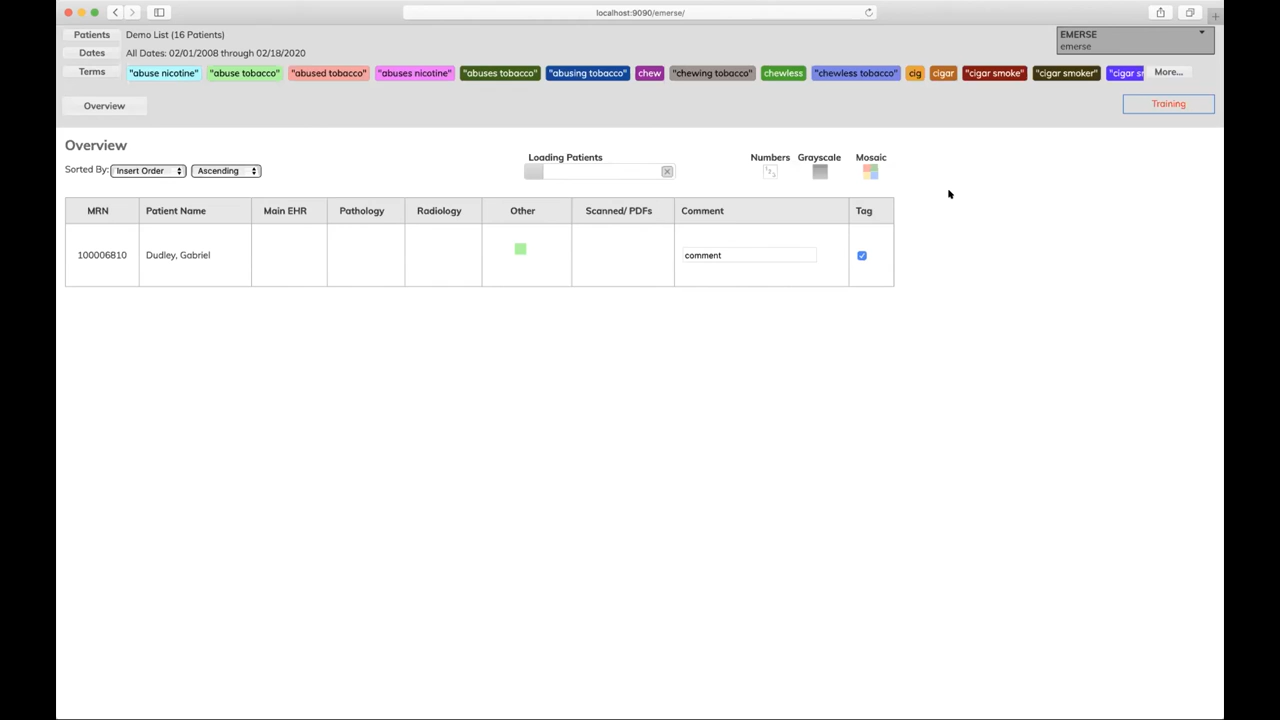 localhost:9090/emerse/
Patients Demo List (16 Patients)
EMERSE
emerse
Dates All Dates: 02/01/2008 through 02/18/2020
Terms "abuse nicotine" "abuse tobacco" "abused tobacco" "abuses nicotine" "abuses tobacco" "abusing tobacco" chew "chewing tobacco" chewless "chewless tobacco" cig cigar "cigar smoke" "cigar smoker" "cigar sr More...
Overview Training
Overview
Sorted By: Insert Order Ascending
Loading Patients
Numbers Grayscale Mosaic
MRN Patient Name Main EHR Pathology Radiology Other Scanned/ PDFs Comment Tag
100006810 Dudley, Gabriel comment